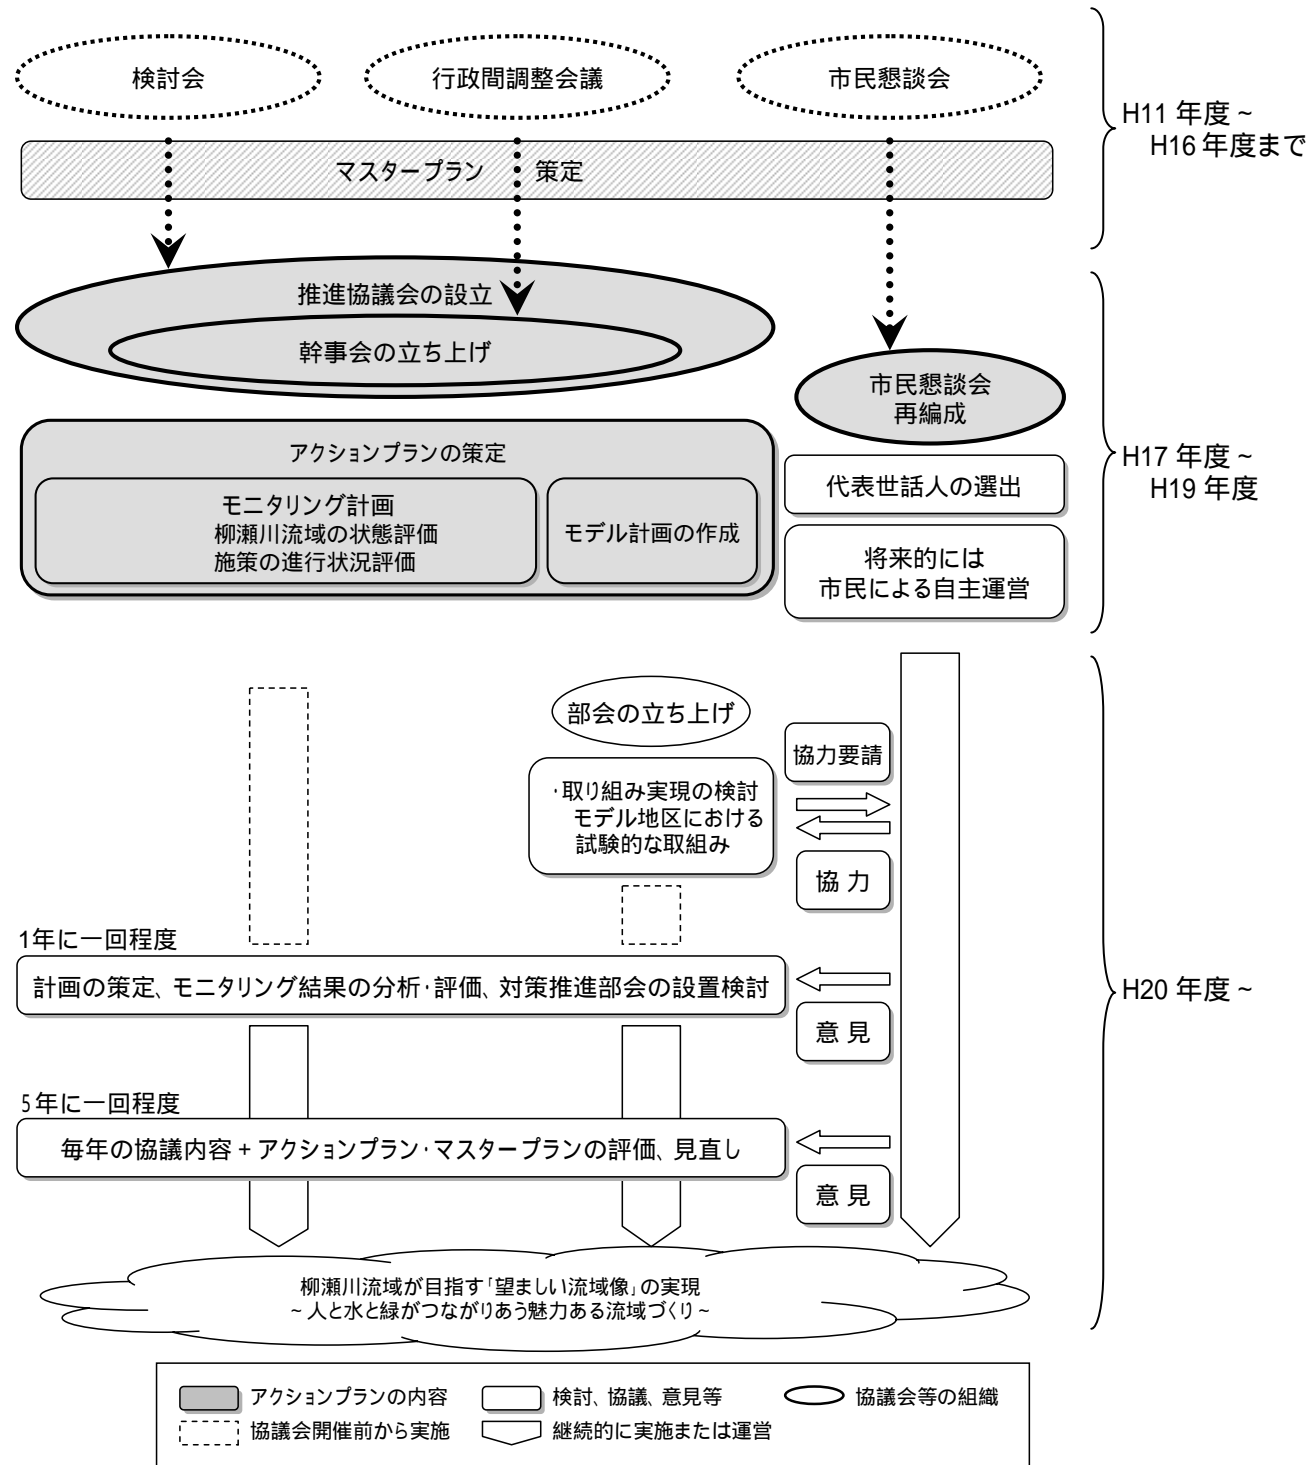 検討会
行政間調整会議
市民懇談会
H11 年度 ~
H16 年度まで
マスタープラン 策定
推進協議会の設立
幹事会の立ち上げ
市民懇談会
再編成
アクションプランの策定
モニタリング計画
柳瀬川流域の状態評価
施策の進行状況評価
モデル計画の作成
代表世話人の選出
将来的には
市民による自主運営
H17 年度 ~
H19 年度
部会の立ち上げ
・取り組み実現の検討
モデル地区における
試験的な取組み
協力要請
協 力
1年に一回程度
計画の策定、モニタリング結果の分析・評価、対策推進部会の設置検討
意 見
H20 年度 ~
5年に一回程度
毎年の協議内容 + アクションプラン・マスタープランの評価、見直し
意 見
柳瀬川流域が目指す「望ましい流域像」の実現
~ 人と水と緑がつながりあう魅力ある流域づくり ~
アクションプランの内容
検討、協議、意見等
協議会等の組織
協議会開催前から実施
継続的に実施または運営